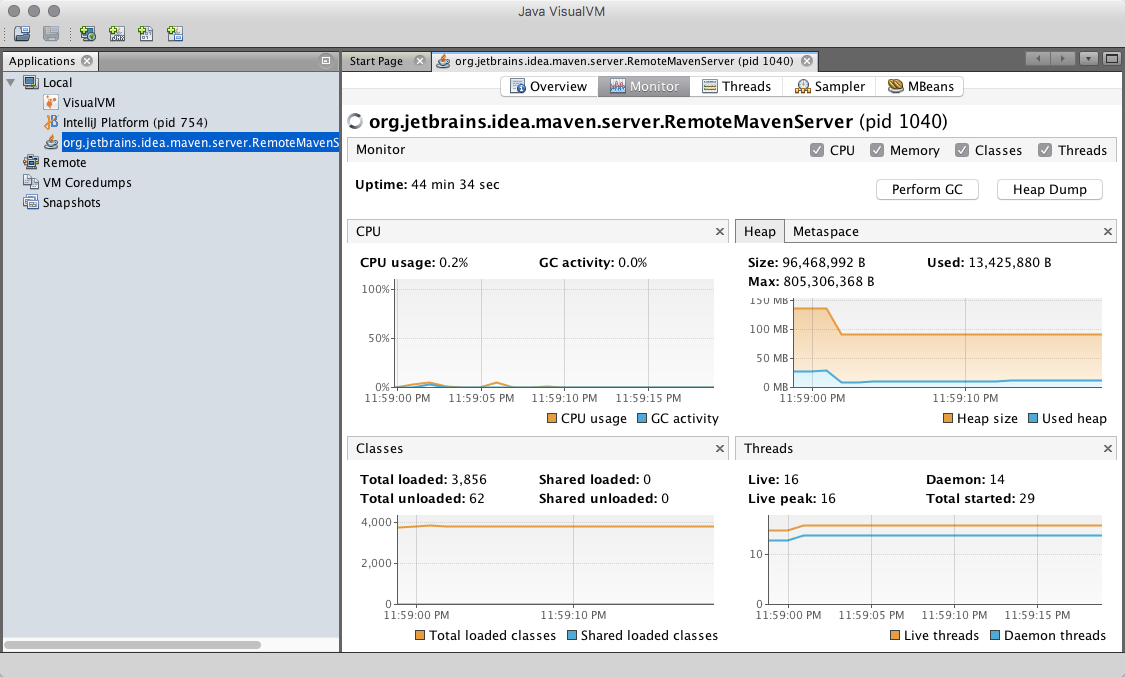 Java VisualVM
Applications
Start Page
org.jetbrains.idea.maven.server.RemoteMavenServer (pid 1040)
Local
VisualVM
IntelliJ Platform (pid 754)
org.jetbrains.idea.maven.server.RemoteMavenS
Remote
VM Coredumps
Snapshots
Overview Monitor Threads Sampler MBeans
org.jetbrains.idea.maven.server.RemoteMavenServer (pid 1040)
Monitor CPU Memory Classes Threads
Uptime: 44 min 34 sec
Perform GC Heap Dump
CPU
CPU usage: 0.2% GC activity: 0.0%
100%
50%
0%
11:59:00 PM 11:59:05 PM 11:59:10 PM 11:59:15 PM
CPU usage GC activity
Heap Metaspace
Size: 96,468,992 B Used: 13,425,880 B
Max: 805,306,368 B
150 MB
100 MB
50 MB
0 MB
11:59:00 PM 11:59:10 PM
Heap size Used heap
Classes
Total loaded: 3,856 Shared loaded: 0
Total unloaded: 62 Shared unloaded: 0
4,000
2,000
0
11:59:00 PM 11:59:10 PM
Total loaded classes Shared loaded classes
Threads
Live: 16 Daemon: 14
Live peak: 16 Total started: 29
10
0
11:59:00 PM 11:59:05 PM 11:59:10 PM 11:59:15 PM
Live threads Daemon threads